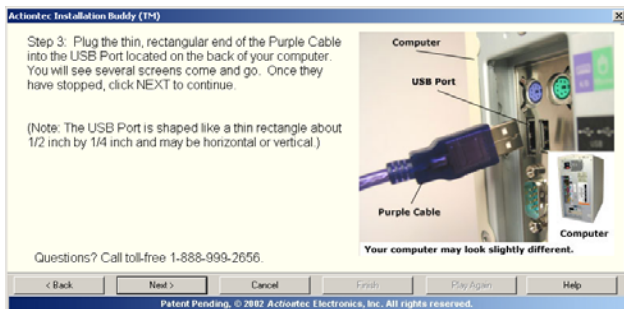 Actiontec Installation Buddy (TM)
Step 3: Plug the thin, rectangular end of the Purple Cable
into the USB Port located on the back of your computer.
You will see several screens come and go. Once they
have stopped, click NEXT to continue.
(Note: The USB Port is shaped like a thin rectangle about
1/2 inch by 1/4 inch and may be horizontal or vertical.)
Questions? Call toll-free 1-888-999-2656.
Computer
USB Port
Purple Cable
Computer
Your computer may look slightly different.
< Back
Next >
Cancel
Finish
Play Again
Help
Patent Pending, © 2002 Actiontec Electronics, Inc. All rights reserved.